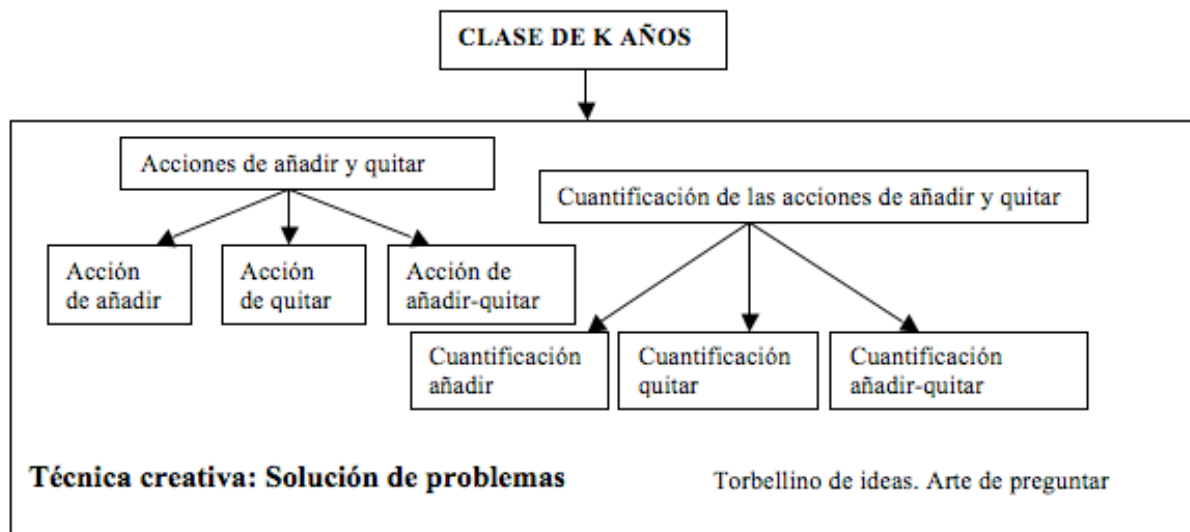 CLASE DE K AÑOS
Acciones de añadir y quitar
Cuantificación de las acciones de añadir y quitar
Acción
de añadir
Acción
de quitar
Acción de
añadir-quitar
Cuantificación
añadir
Cuantificación
quitar
Cuantificación
añadir-quitar
Técnica creativa: Solución de problemas
Torbellino de ideas. Arte de preguntar